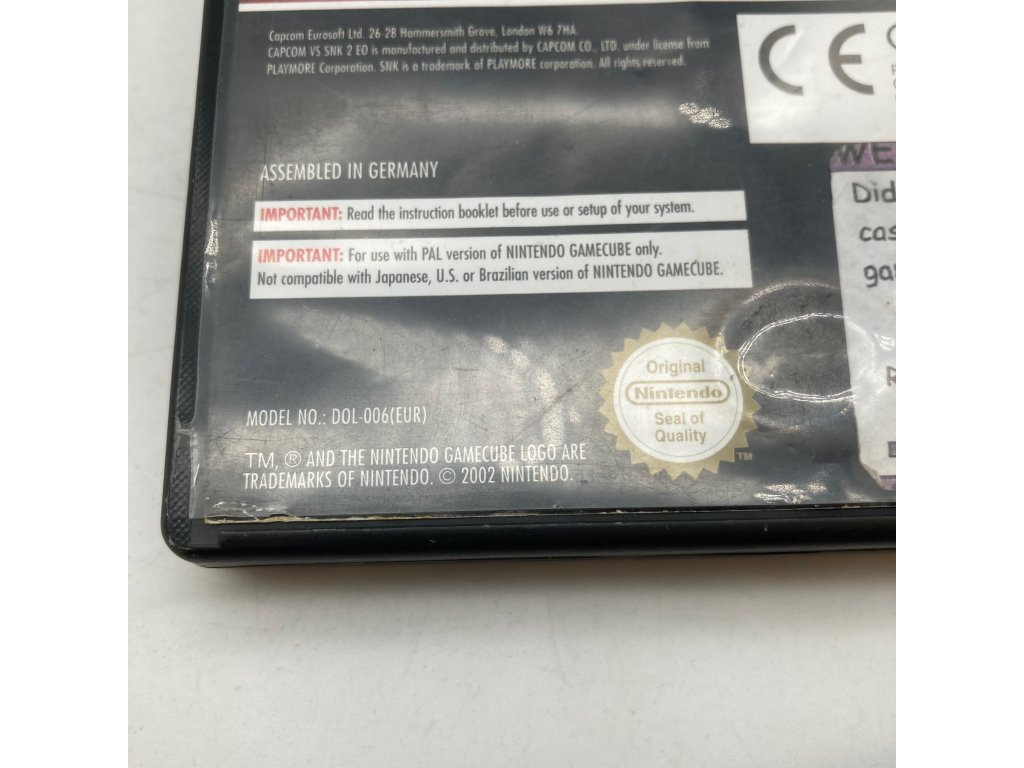 Capcom Eurosoft Ltd. 26-28 Hammersmith Grove, London W6 7HA.
CAPCOM VS SNK 2 EO is manufactured and distributed by CAPCOM CO., LTD. under license from
PLAYMORE Corporation. SNK is a trademark of PLAYMORE corporation. All rights reserved.
CE
ASSEMBLED IN GERMANY
IMPORTANT: Read the instruction booklet before use or setup of your system.
IMPORTANT: For use with PAL version of NINTENDO GAMECUBE only.
Not compatible with Japanese, U.S. or Brazilian version of NINTENDO GAMECUBE.
WE
Did
cas
ga
Original
Nintendo
Seal of
Quality
TM
MODEL NO.: DOL-006(EUR)
TM, ® AND THE NINTENDO GAMECUBE LOGO ARE
TRADEMARKS OF NINTENDO. © 2002 NINTENDO.